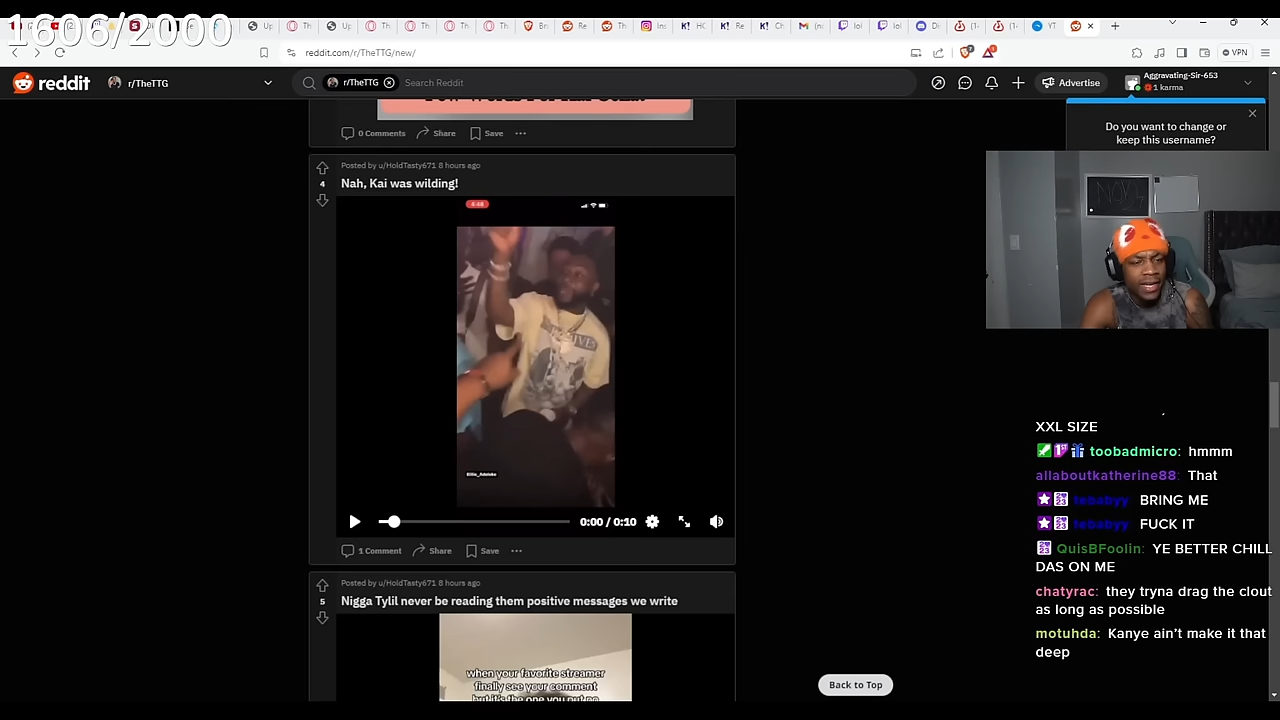 1606/2000
reddit.com/r/TheTTG/new/
VPN
reddit
r/TheTTG
r/TheTTG
Search Reddit
Advertise
Aggravating-Sir-653
1 karma
Do you want to change or
keep this username?
0 Comments
Share
Save
Posted by u/HoldTasty671 8 hours ago
4
Nah, Kai was wilding!
4:48
0:00 / 0:10
1 Comment
Share
Save
Posted by u/HoldTasty671 8 hours ago
5
Nigga Tylil never be reading them positive messages we write
when your favorite streamer
finally see your comment
Back to Top
XXL SIZE
toobadmicro: hmmm
allaboutkatherine88: That
BRING ME
FUCK IT
QuisBFoolin: YE BETTER CHILL
DAS ON ME
chatyrac: they tryna drag the clout
as long as possible
motuhda: Kanye ain't make it that
deep